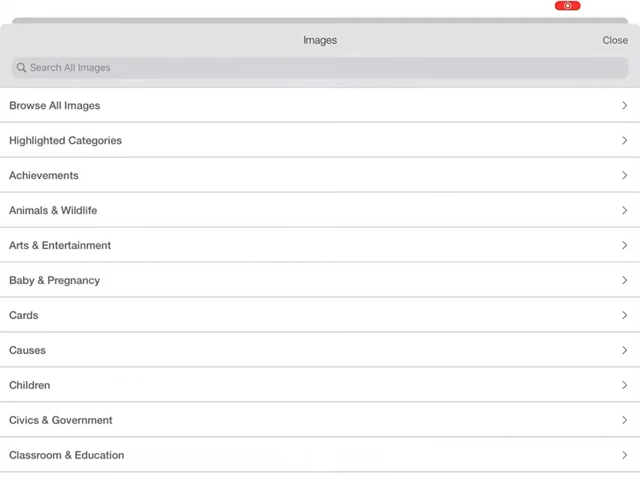 Images
Close
Search All Images
Browse All Images
Highlighted Categories
Achievements
Animals & Wildlife
Arts & Entertainment
Baby & Pregnancy
Cards
Causes
Children
Civics & Government
Classroom & Education